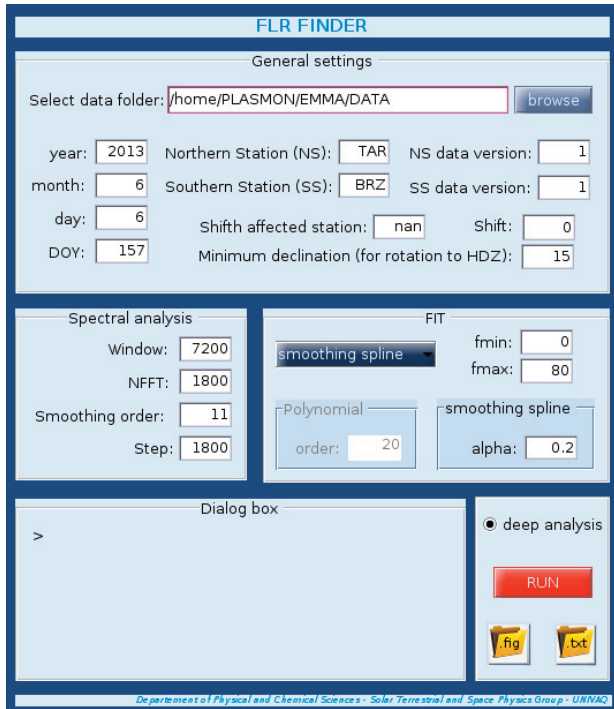 FLR FINDER
General settings
Select data folder: /home/PLASMON/EMMA/DATA browse
year: 2013 Northern Station (NS): TAR NS data version: 1
month: 6 Southern Station (SS): BRZ SS data version: 1
day: 6 Shifth affected station: nan Shift: 0
DOY: 157 Minimum declination (for rotation to HDZ): 15
Spectral analysis
Window: 7200
NFFT: 1800
Smoothing order: 11
Step: 1800
FIT
smoothing spline
fmin: 0
fmax: 80
Polynomial
order: 20
smoothing spline
alpha: 0.2
Dialog box
>
deep analysis
RUN
.fig .txt
Departement of Physical and Chemical Sciences - Solar Terrestrial and Space Physics Group - UNIVAQ